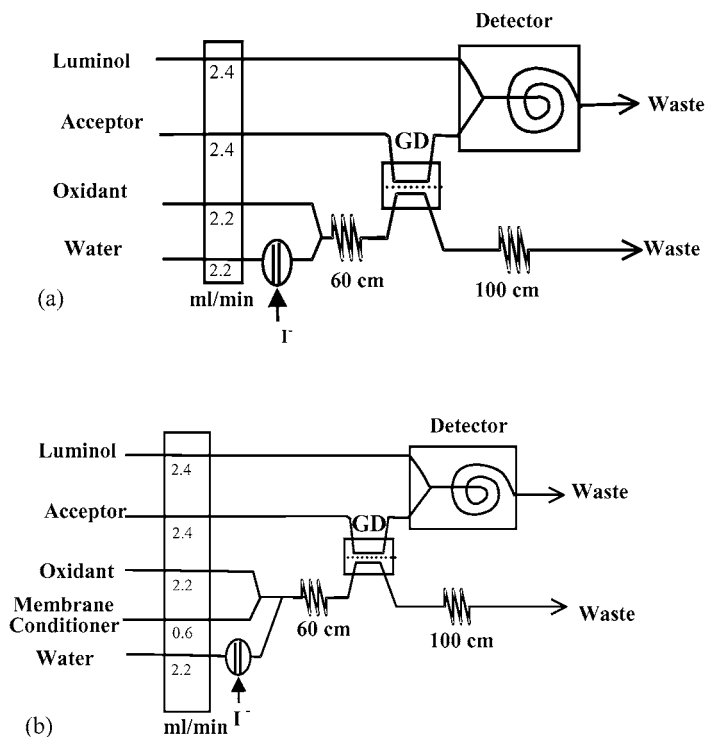 Detector
Luminol
2.4
Waste
Acceptor
2.4
GD
Oxidant
2.2
Water
2.2
Waste
60 cm
100 cm
ml/min
(a)
I-
Detector
Luminol
2.4
Waste
Acceptor
2.4
GD
Oxidant
2.2
Membrane
Conditioner
0.6
Waste
60 cm
100 cm
Water
2.2
ml/min
I-
(b)